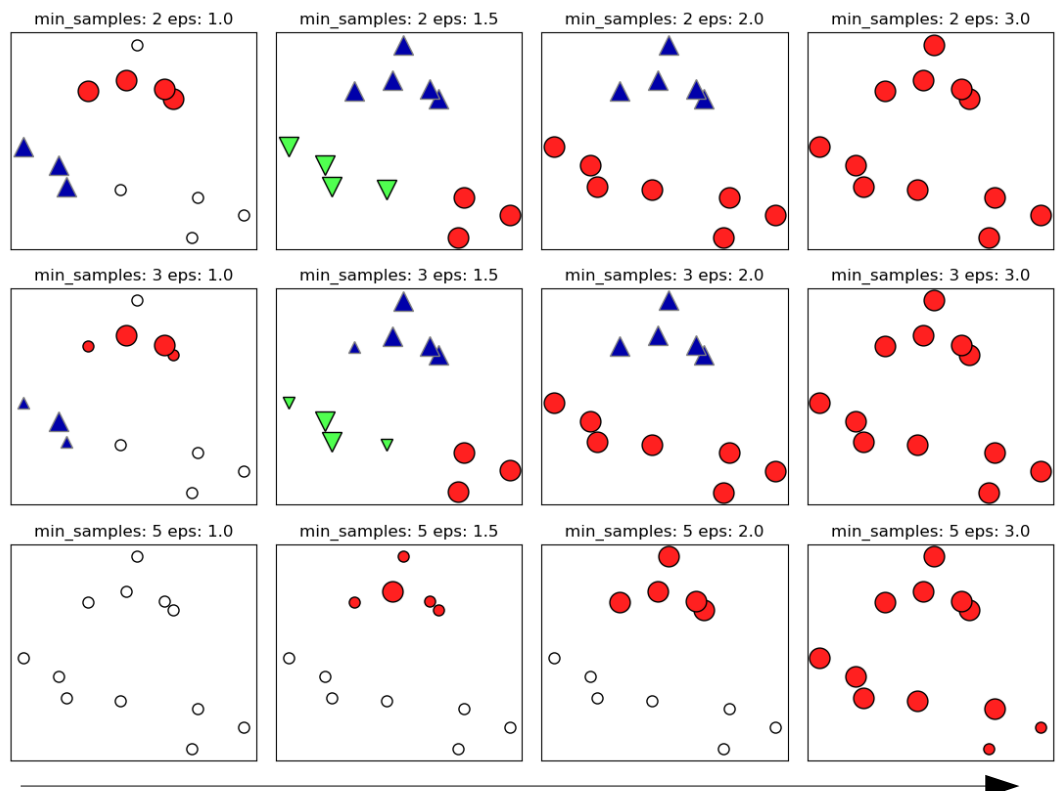 min_samples: 2 eps: 1.0
min_samples: 2 eps: 1.5
min_samples: 2 eps: 2.0
min_samples: 2 eps: 3.0
min_samples: 3 eps: 1.0
min_samples: 3 eps: 1.5
min_samples: 3 eps: 2.0
min_samples: 3 eps: 3.0
min_samples: 5 eps: 1.0
min_samples: 5 eps: 1.5
min_samples: 5 eps: 2.0
min_samples: 5 eps: 3.0